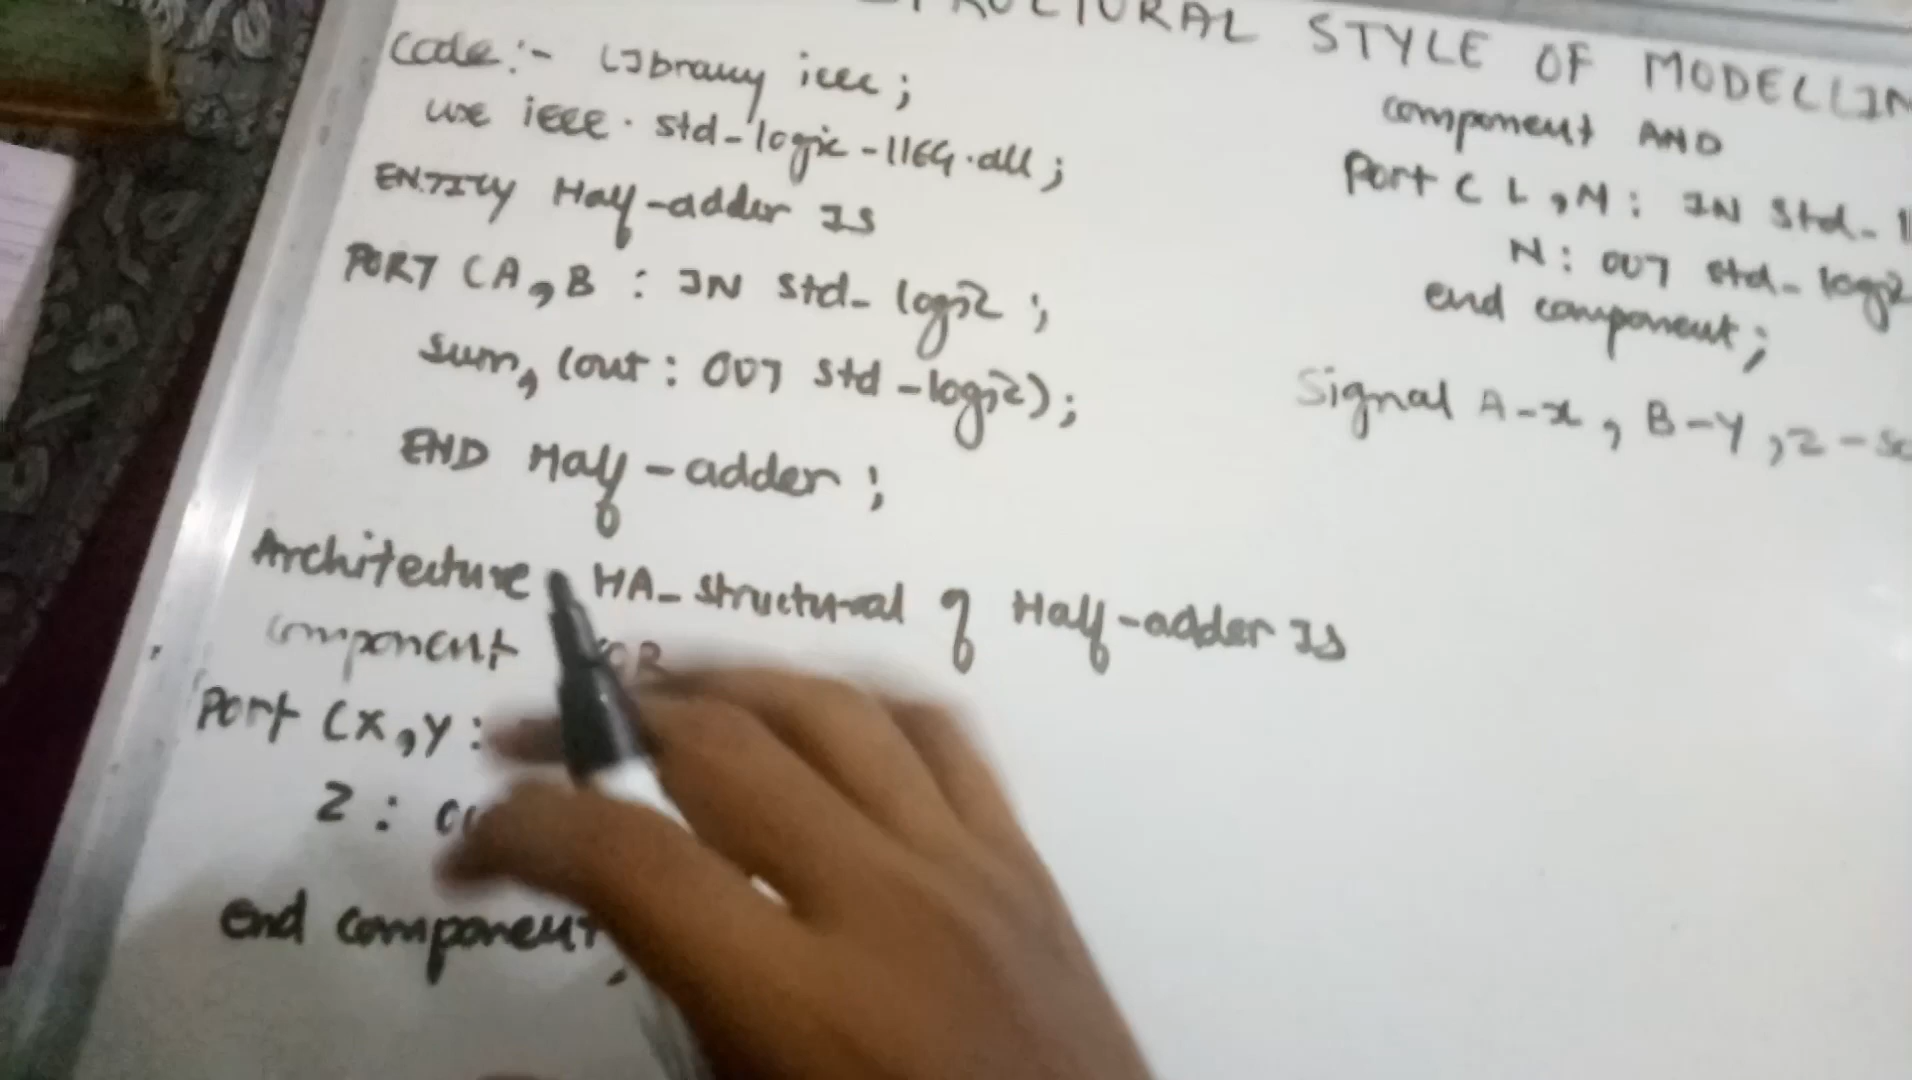 STRUCTURAL STYLE OF MODELLIN
Code:- Library ieee;
use ieee.std-logic-1164.all;
ENTITY Half-adder IS
PORT (A,B : IN std-logic ;
sum, Cout : OUT std-logic);
END Half-adder ;
Architecture HA_structural of Half-adder IS
component
Port (X,Y :
Z :
end component;
component AND
Port ( L,M : IN std-l
N : OUT std-logic
end component;
Signal A-x, B-y, z-s